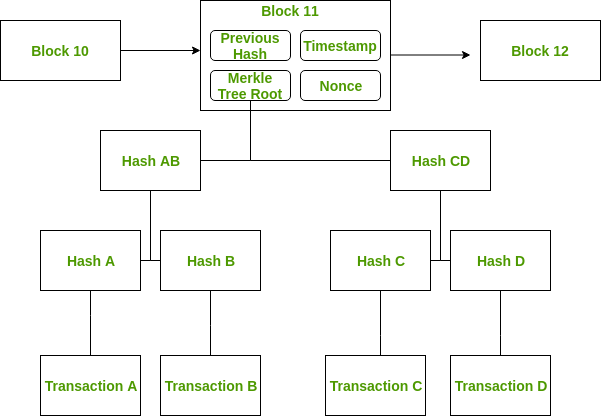 Block 11
Block 10
Previous
Hash
Timestamp
Block 12
Merkle
Tree Root
Nonce
Hash AB
Hash CD
Hash A
Hash B
Hash C
Hash D
Transaction A
Transaction B
Transaction C
Transaction D